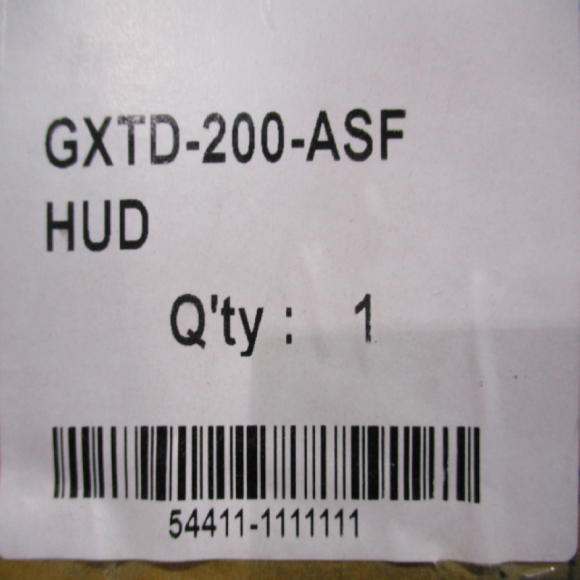 GXTD-200-ASF
HUD
Q'ty : 1
54411-1111111